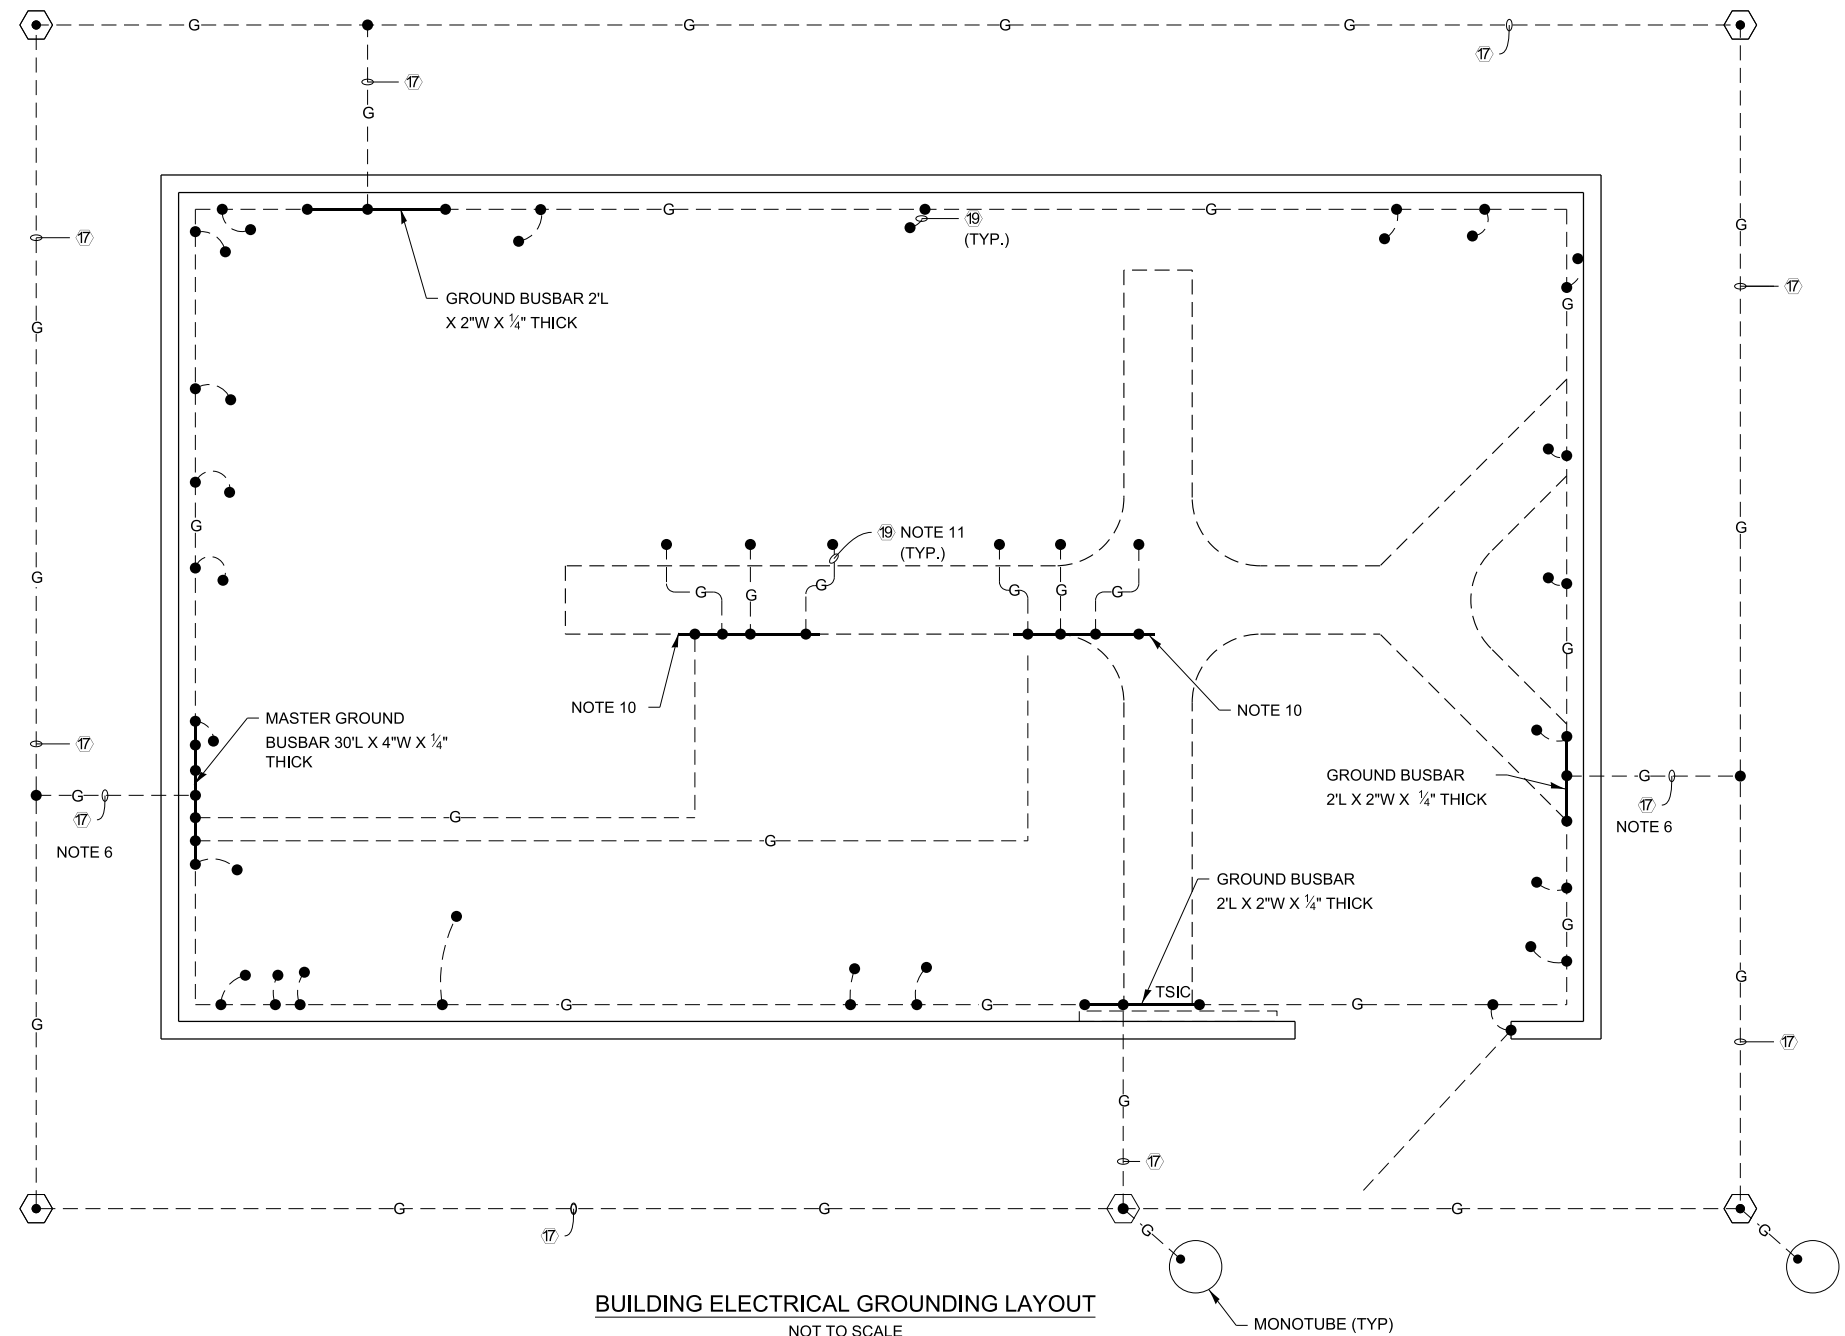 G G G G
17
17
G
G
17
G
19
(TYP.)
G
17
GROUND BUSBAR 2'L
X 2"W X ¼" THICK
G
G
17
G
G
19 NOTE 11
(TYP.)
G
G
G
G
G
G
G
G
NOTE 10
NOTE 10
MASTER GROUND
BUSBAR 30'L X 4"W X ¼"
THICK
17
G
17
NOTE 6
GROUND BUSBAR
2'L X 2"W X ¼" THICK
G
17
NOTE 6
G
G
GROUND BUSBAR
2'L X 2"W X ¼" THICK
G
G
TSIC
G
G
G
G
G
17
G
17
G
G
G
17
G
G
BUILDING ELECTRICAL GROUNDING LAYOUT
NOT TO SCALE
MONOTUBE (TYP)